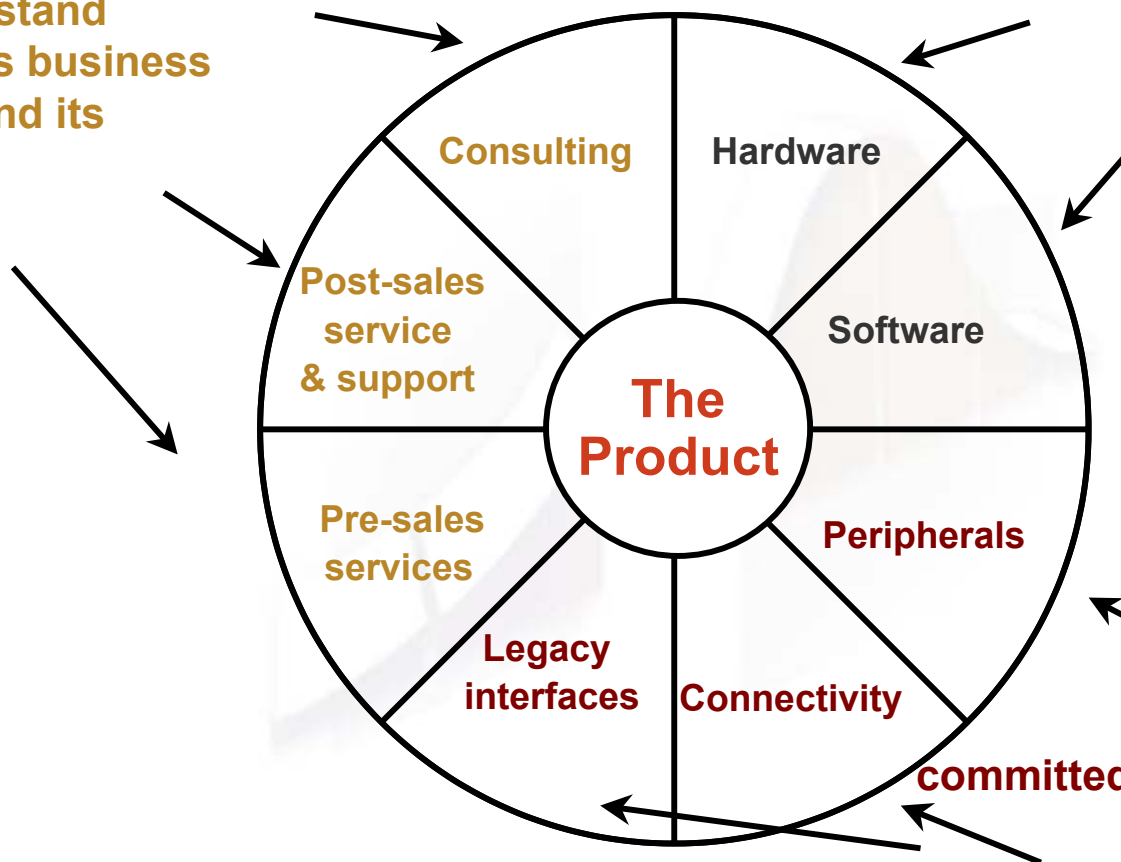 stand
s business
nd its
Consulting
Hardware
Post-sales
service
& support
Software
The
Product
Pre-sales
services
Peripherals
Legacy
interfaces
Connectivity
committed